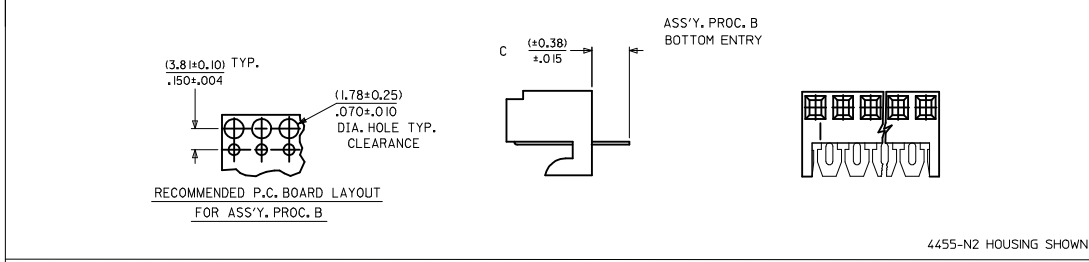 ASS'Y. PROC. B
BOTTOM ENTRY
C (±0.38)
±.015
(3.81±0.10) TYP.
.150±.004
(1.78±0.25)
.070±.010
DIA. HOLE TYP.
CLEARANCE
RECOMMENDED P.C. BOARD LAYOUT
FOR ASS'Y. PROC. B
4455-N2 HOUSING SHOWN